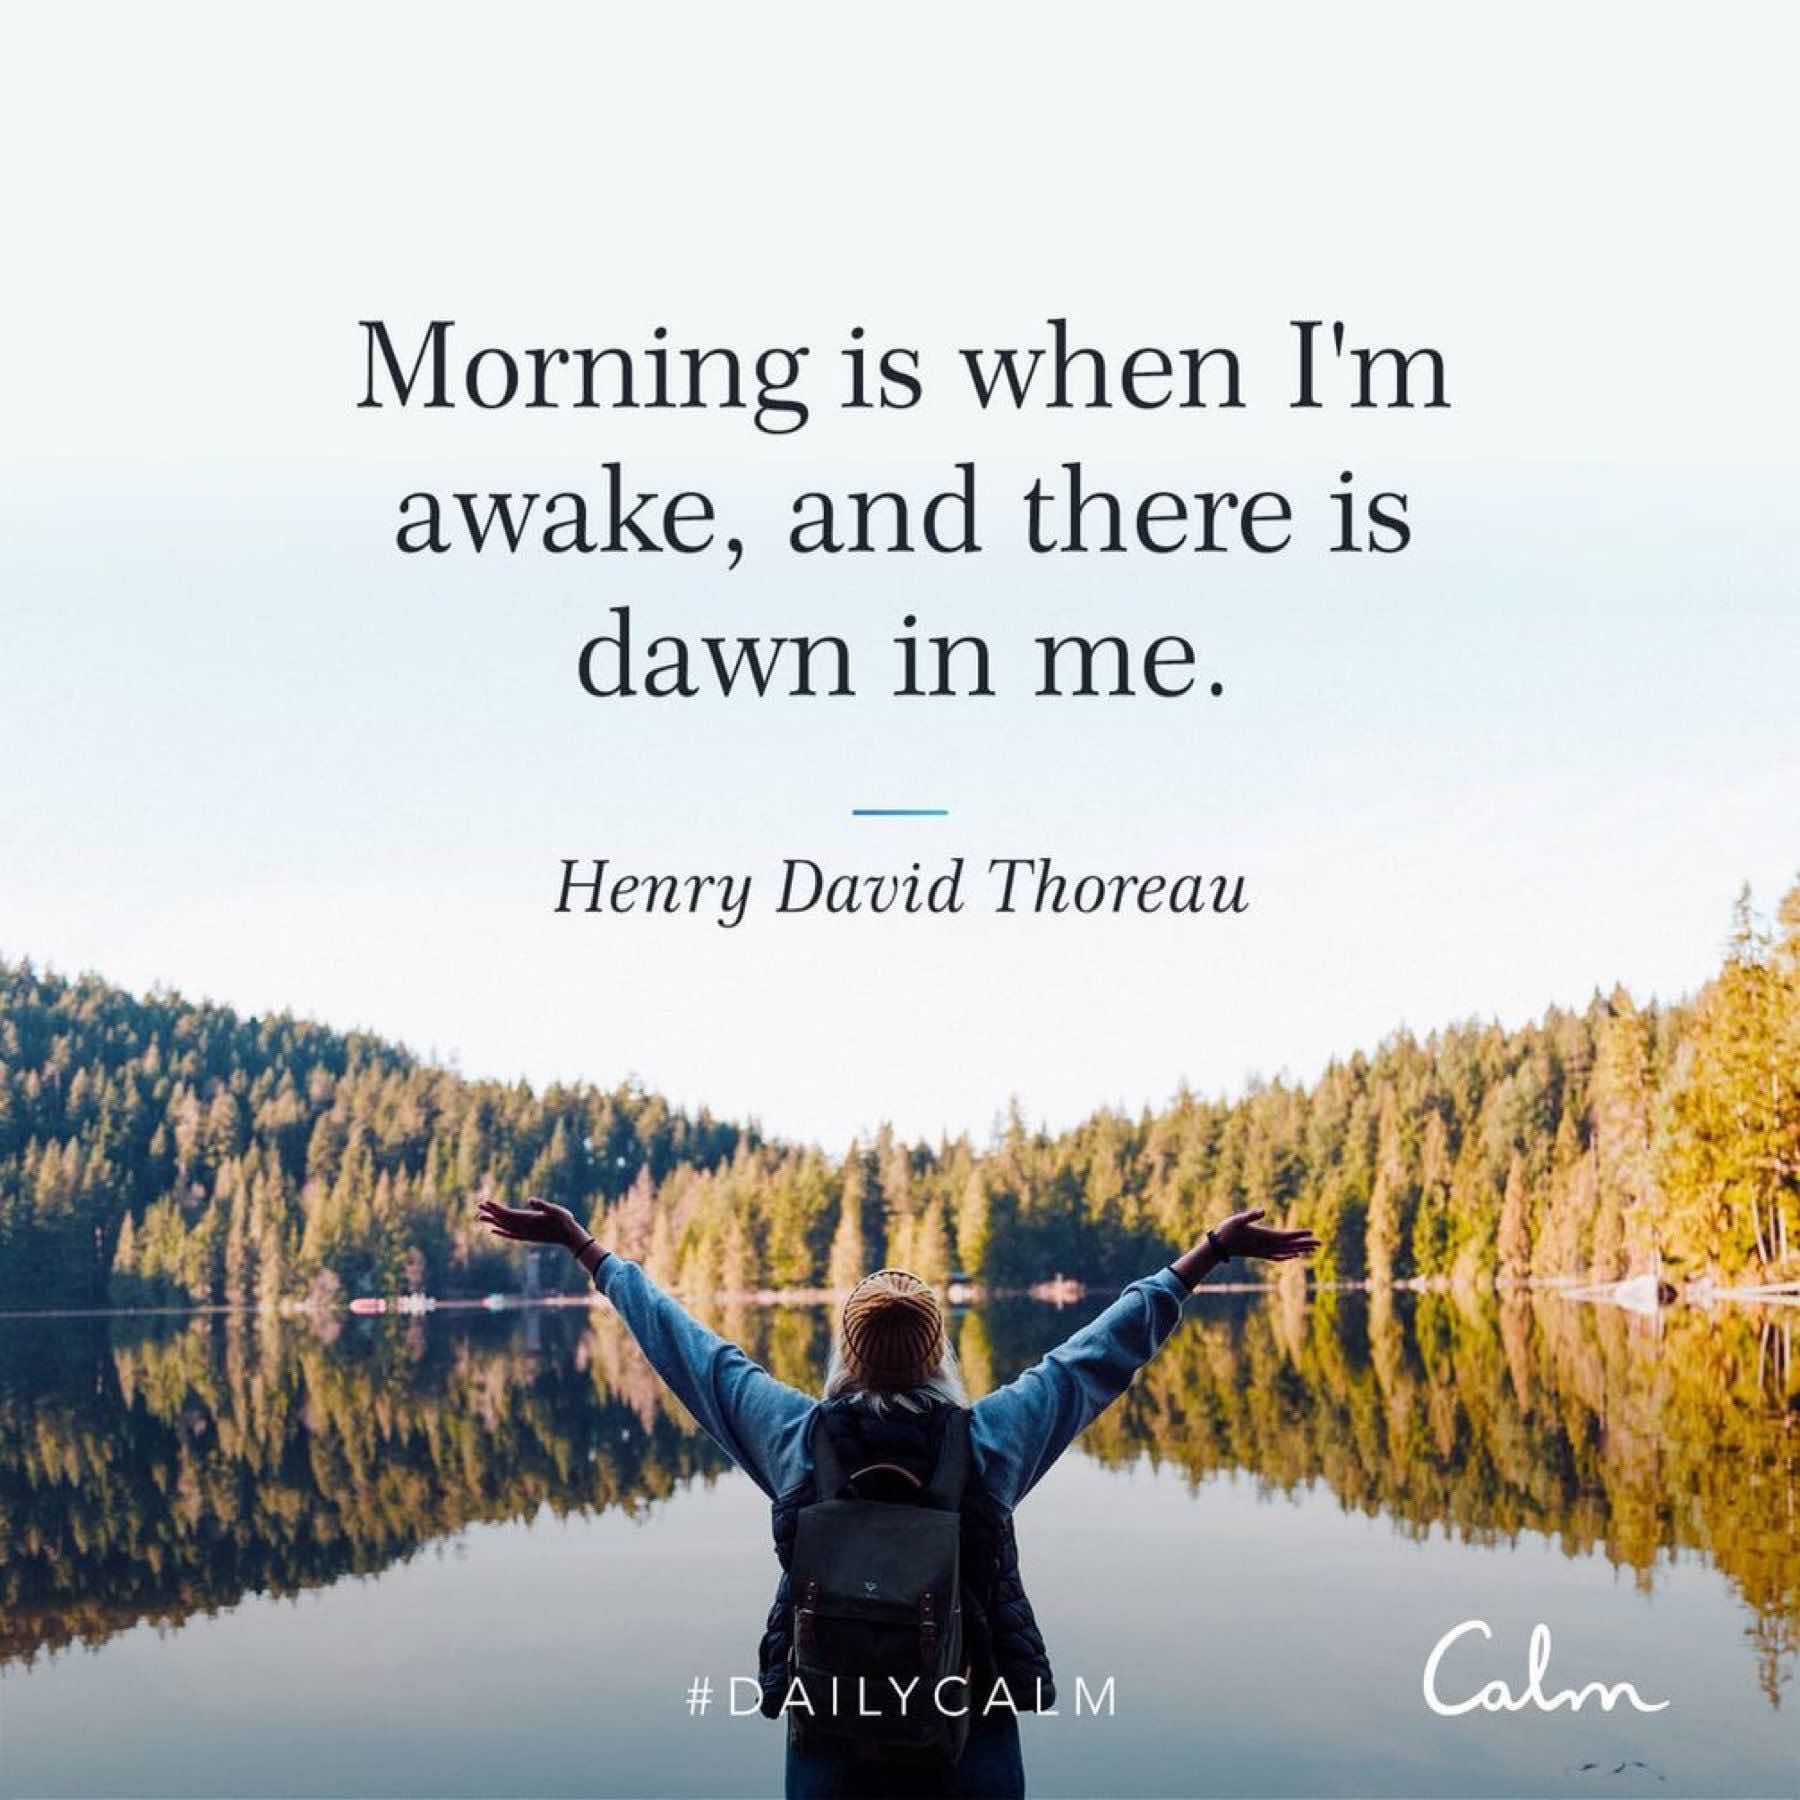 Morning is when I'm
awake, and there is
dawn in me.
Henry David Thoreau
#DAILYCALM
Calm